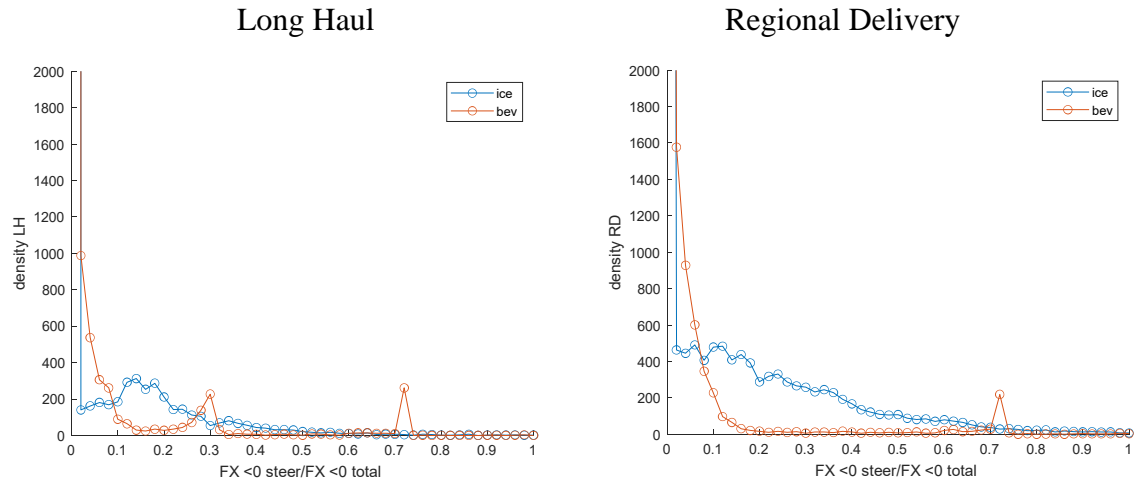 Long Haul
2000
1800
1600
1400
1200
1000
800
600
400
200
0
density LH
0 0.1 0.2 0.3 0.4 0.5 0.6 0.7 0.8 0.9 1
FX <0 steer/FX <0 total
ice
bev
Regional Delivery
2000
1800
1600
1400
1200
1000
800
600
400
200
0
density RD
0 0.1 0.2 0.3 0.4 0.5 0.6 0.7 0.8 0.9 1
FX <0 steer/FX <0 total
ice
bev